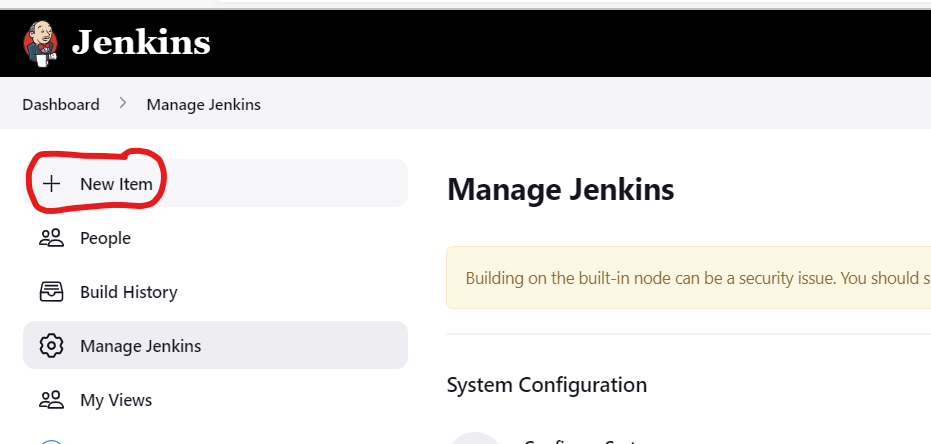 Jenkins
Dashboard > Manage Jenkins
New Item
People
Build History
Manage Jenkins
My Views
Manage Jenkins
Building on the built-in node can be a security issue. You should s
System Configuration